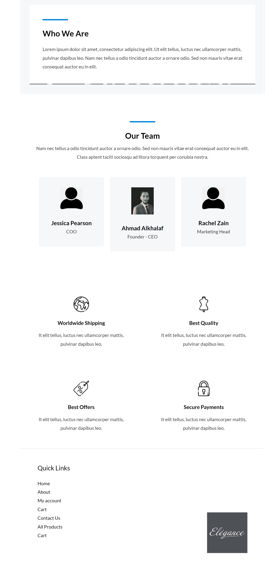 Who We Are
Lorem ipsum dolor sit amet, consectetur adipiscing elit. Ut elit tellus, luctus nec ullamcorper mattis,
pulvinar dapibus leo. Nam nec tellus a odio tincidunt auctor a ornare odio. Sed non mauris vitae erat
consequat auctor eu in elit.
Our Team
Nam nec tellus a odio tincidunt auctor a ornare odio. Sed non mauris vitae erat consequat auctor eu in elit.
Class aptent taciti sociosqu ad litora torquent per conubia nostra.
Jessica Pearson
COO
Ahmad Alkhalaf
Founder - CEO
Rachel Zain
Marketing Head
Worldwide Shipping
It elit tellus, luctus nec ullamcorper mattis,
pulvinar dapibus leo.
Best Quality
It elit tellus, luctus nec ullamcorper mattis,
pulvinar dapibus leo.
Best Offers
It elit tellus, luctus nec ullamcorper mattis,
pulvinar dapibus leo.
Secure Payments
It elit tellus, luctus nec ullamcorper mattis,
pulvinar dapibus leo.
Quick Links
Home
About
My account
Cart
Contact Us
All Products
Cart
Elegance